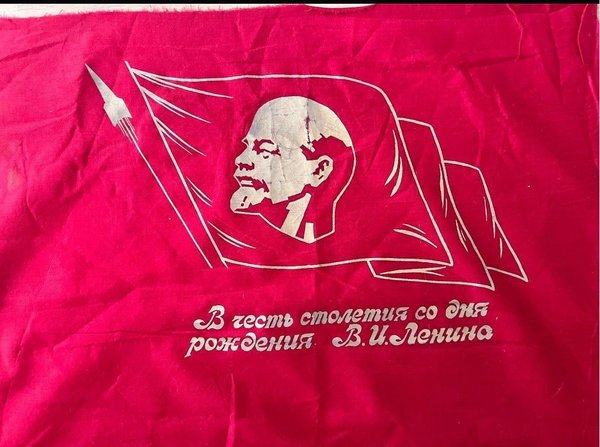 В честь столетия со дня
рождения В.И.Ленина